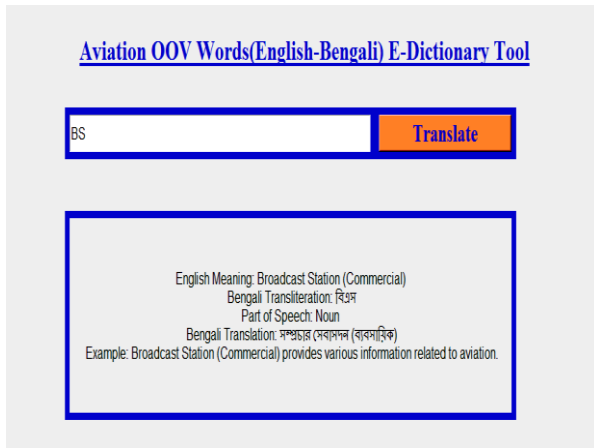 Aviation OOV Words(English-Bengali) E-Dictionary Tool
BS
Translate
English Meaning: Broadcast Station (Commercial)
Bengali Transliteration: বিএস
Part of Speech: Noun
Bengali Translation: সম্প্রচার সেবাসদন (ব্যবসায়িক)
Example: Broadcast Station (Commercial) provides various information related to aviation.